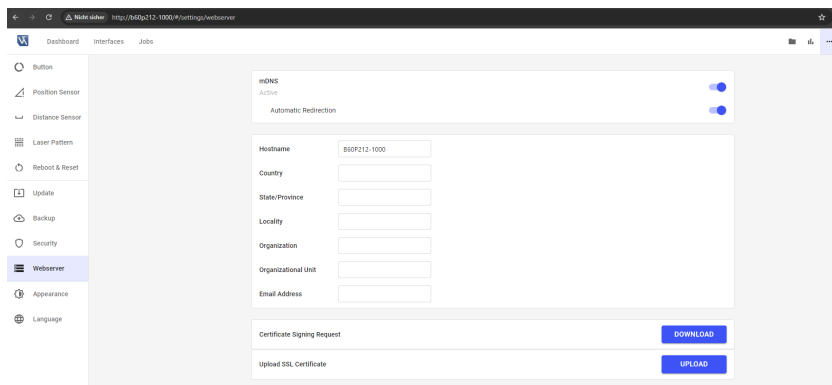 Nicht sicher http://b60p212-1000/#/settings/webserver
Dashboard Interfaces Jobs
Button
Position Sensor
Distance Sensor
Laser Pattern
Reboot & Reset
Update
Backup
Security
Webserver
Appearance
Language
mDNS
Active
Automatic Redirection
Hostname B60P212-1000
Country
State/Province
Locality
Organization
Organizational Unit
Email Address
Certificate Signing Request DOWNLOAD
Upload SSL Certificate UPLOAD